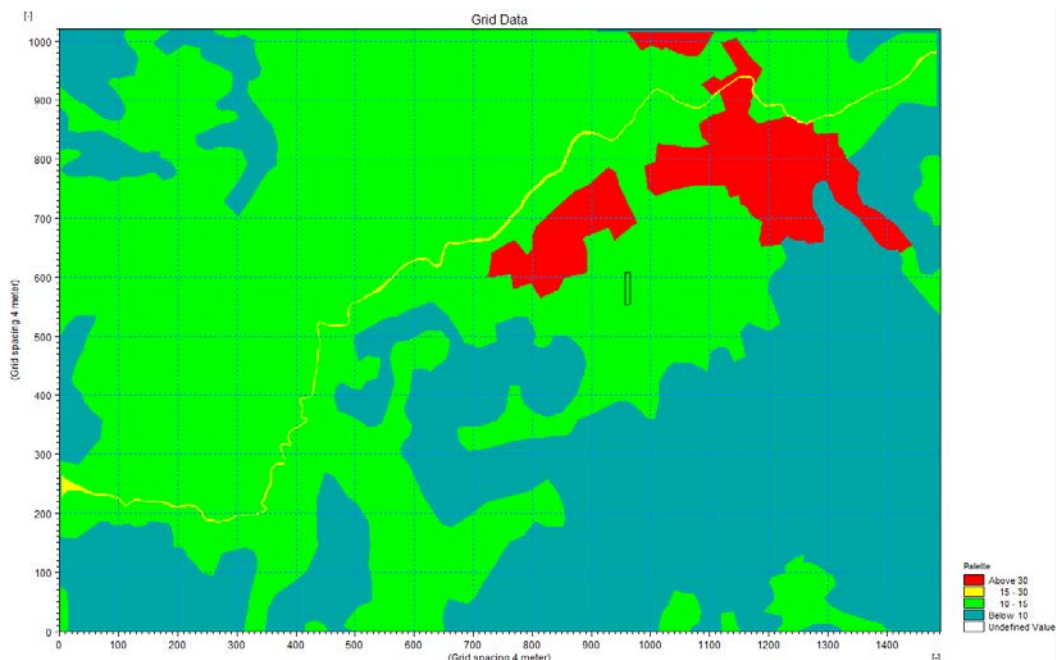 [-]
Grid Data
1000
900
800
700
600
500
400
300
200
100
0
(Grid spacing 4 meter)
0 100 200 300 400 500 600 700 800 900 1000 1100 1200 1300 1400
(Grid spacing 4 meter)
[-]
Palette
Above 30
15 - 30
10 - 15
Below 10
Undefined Value